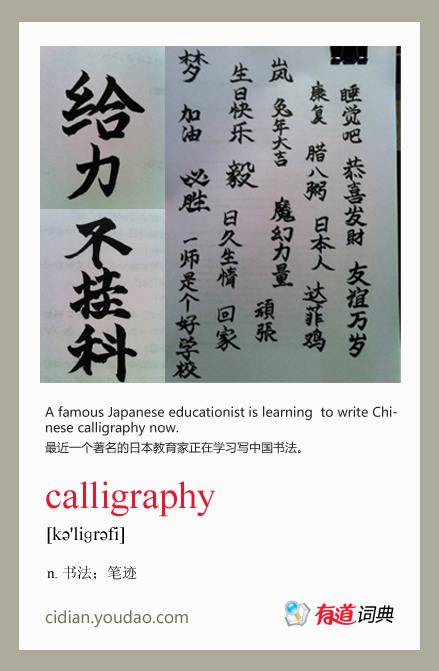 给力
不挂科
梦 加油 必胜
生日快乐 毅
岚 兔年大吉
康复 腊八粥
睡觉吧 恭喜发财
一师是个好学校
日久生情 回家
魔幻力量 頑張
日本人 达菲鸡
友谊万岁
A famous Japanese educationist is learning to write Chi-
nese calligraphy now.
最近一个著名的日本教育家正在学习写中国书法。
calligraphy
[kə'liɡrəfi]
n. 书法；笔迹
cidian.youdao.com
有道词典